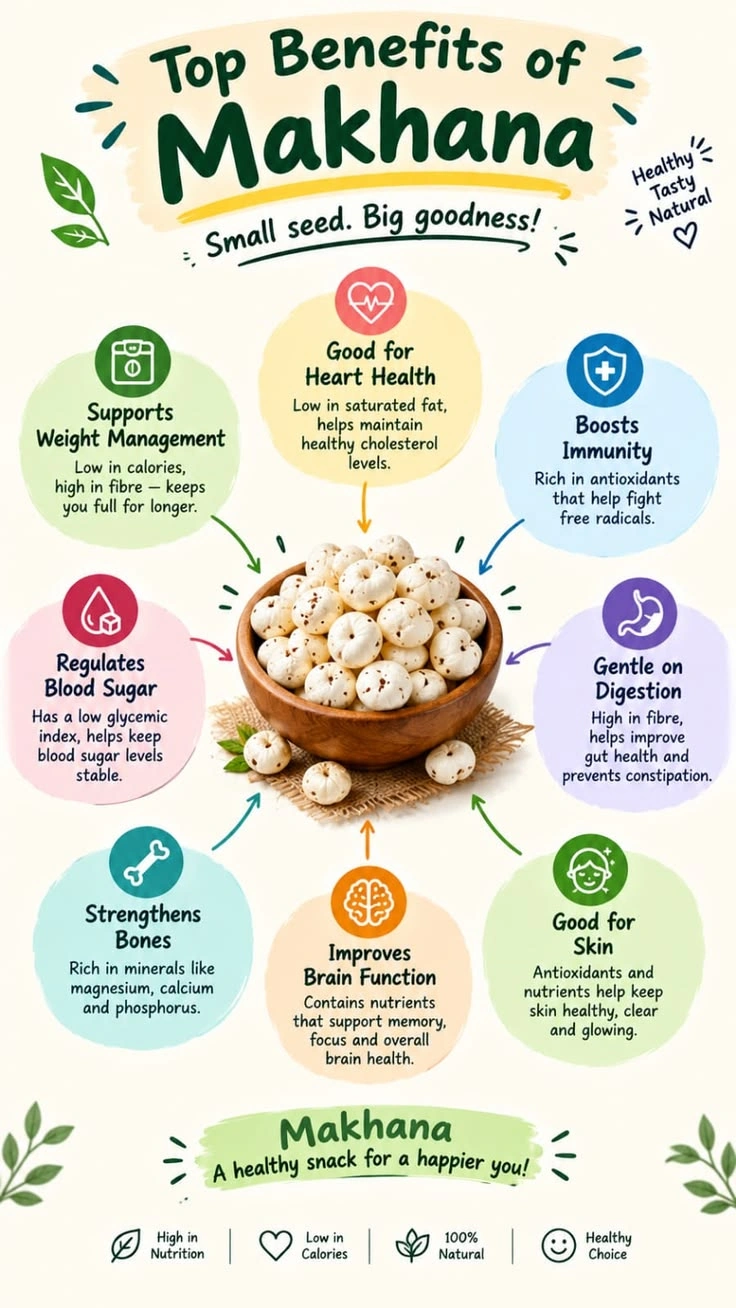 Top Benefits of
Makhana
Small seed. Big goodness!
Healthy
Tasty
Natural
Good for
Heart Health
Low in saturated fat,
helps maintain
healthy cholesterol
levels.
Supports
Weight Management
Low in calories,
high in fibre – keeps
you full for longer.
Boosts
Immunity
Rich in antioxidants
that help fight
free radicals.
Regulates
Blood Sugar
Has a low glycemic
index, helps keep
blood sugar levels
stable.
Gentle on
Digestion
High in fibre,
helps improve
gut health and
prevents constipation.
Strengthens
Bones
Rich in minerals like
magnesium, calcium
and phosphorus.
Improves
Brain Function
Contains nutrients
that support memory,
focus and overall
brain health.
Good for
Skin
Antioxidants and
nutrients help keep
skin healthy, clear
and glowing.
Makhana
A healthy snack for a happier you!
High in
Nutrition
Low in
Calories
100%
Natural
Healthy
Choice